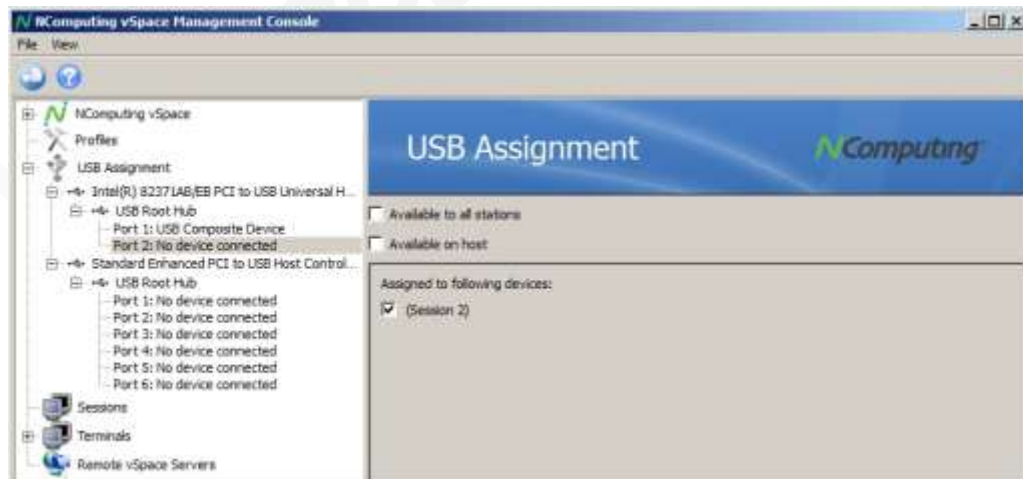 NComputing vSpace Management Console
File View
NComputing vSpace
Profiles
USB Assignment
Intel(R) 82371AB/EB PCI to USB Universal H...
USB Root Hub
Port 1: USB Composite Device
Port 2: No device connected
Standard Enhanced PCI to USB Host Control...
USB Root Hub
Port 1: No device connected
Port 2: No device connected
Port 3: No device connected
Port 4: No device connected
Port 5: No device connected
Port 6: No device connected
Sessions
Terminals
Remote vSpace Servers
USB Assignment
NComputing
Available to all stations
Available on host
Assigned to following devices:
(Session 2)